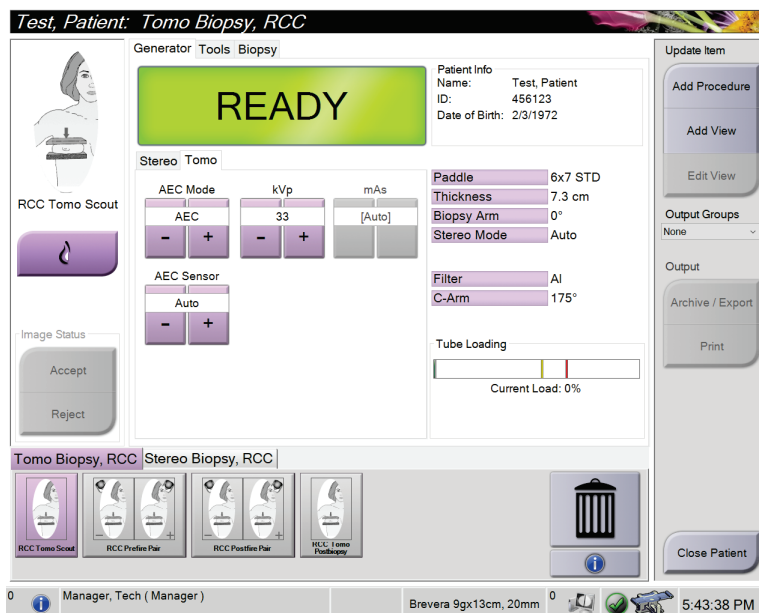 Test, Patient: Tomo Biopsy, RCC
Generator Tools Biopsy
READY
Patient Info
Name: Test, Patient
ID: 456123
Date of Birth: 2/3/1972
Update Item
Add Procedure
Add View
Edit View
Output Groups
None
Output
Archive / Export
Print
Close Patient
RCC Tomo Scout
Image Status
Accept
Reject
Stereo Tomo
AEC Mode kVp mAs
AEC 33 [Auto]
- + - +
AEC Sensor
Auto
- +
Paddle 6x7 STD
Thickness 7.3 cm
Biopsy Arm 0°
Stereo Mode Auto
Filter Al
C-Arm 175°
Tube Loading
Current Load: 0%
Tomo Biopsy, RCC Stereo Biopsy, RCC
RCC Tomo Scout
- +
RCC Prefire Pair
- +
RCC Postfire Pair
RCC Tomo
Postbiopsy
0 Manager, Tech ( Manager ) Brevera 9gx13cm, 20mm 0 5:43:38 PM